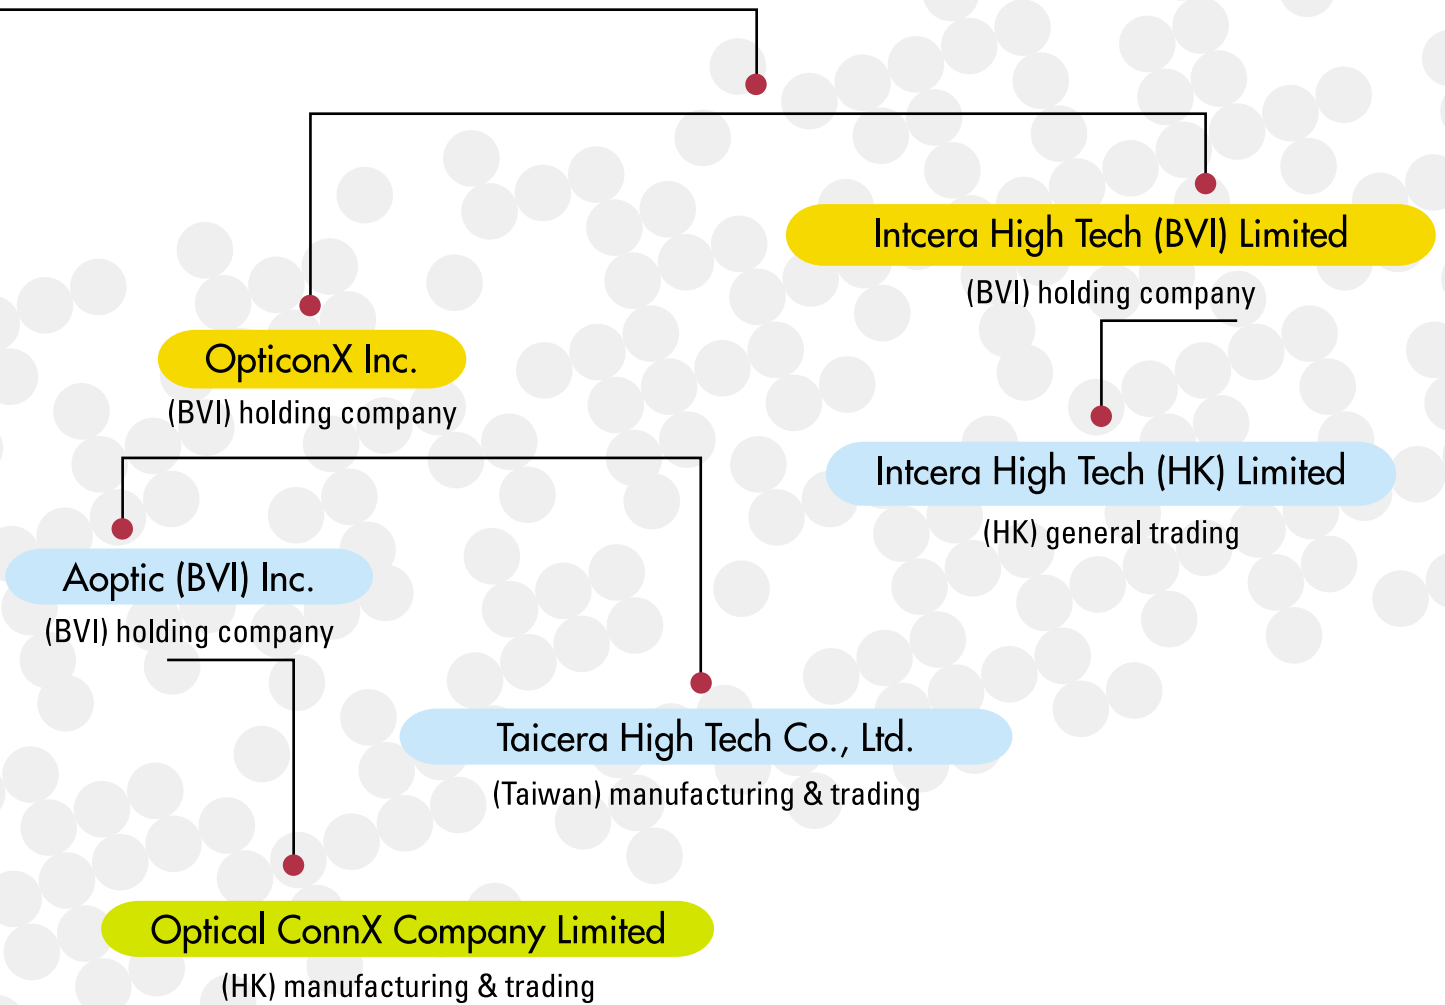 Intcera High Tech (BVI) Limited
(BVI) holding company
OpticonX Inc.
(BVI) holding company
Intcera High Tech (HK) Limited
(HK) general trading
Aoptic (BVI) Inc.
(BVI) holding company
Taicera High Tech Co., Ltd.
(Taiwan) manufacturing & trading
Optical ConnX Company Limited
(HK) manufacturing & trading